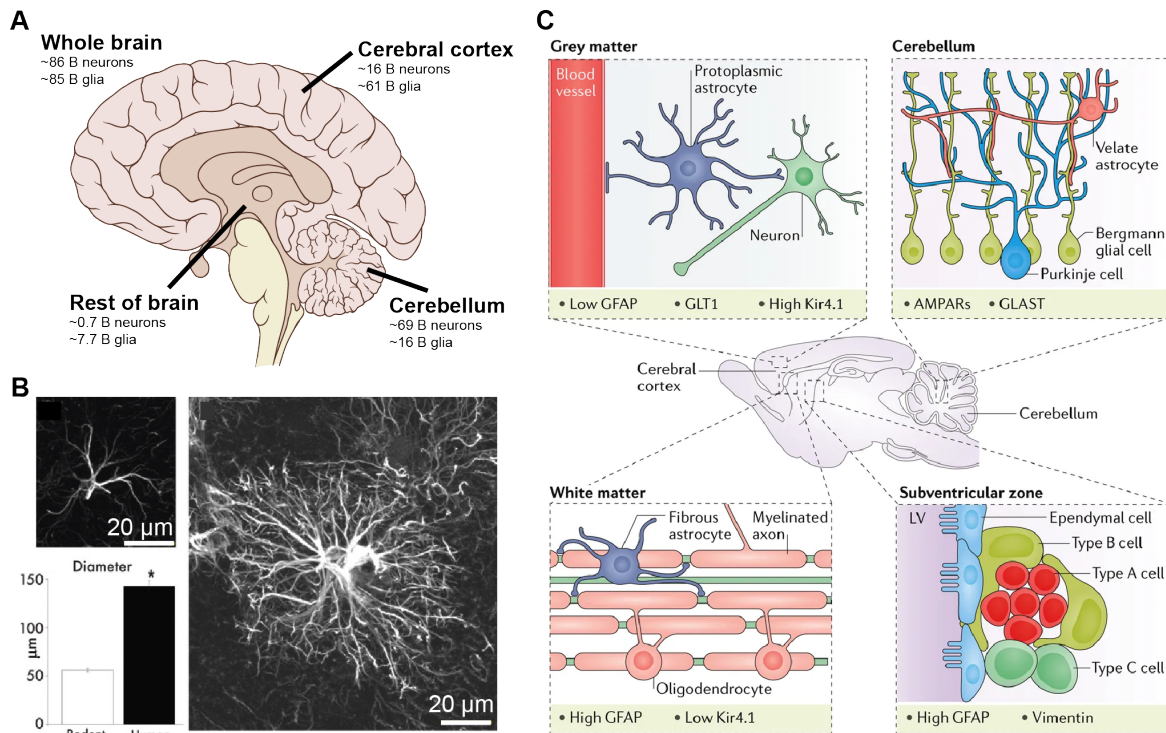 A
Whole brain
~86 B neurons
~85 B glia
Cerebral cortex
~16 B neurons
~61 B glia
Rest of brain
~0.7 B neurons
~7.7 B glia
Cerebellum
~69 B neurons
~16 B glia
B
20 µm
Diameter
*
150
100
50
0
µm
20 µm
C
Grey matter
Blood
vessel
Protoplasmic
astrocyte
Neuron
• Low GFAP • GLT1 • High Kir4.1
Cerebellum
Velate
astrocyte
Bergmann
glial cell
Purkinje cell
• AMPARs • GLAST
Cerebral
cortex
Cerebellum
White matter
Fibrous
astrocyte
Myelinated
axon
Oligodendrocyte
• High GFAP • Low Kir4.1
Subventricular zone
LV
Ependymal cell
Type B cell
Type A cell
Type C cell
• High GFAP • Vimentin